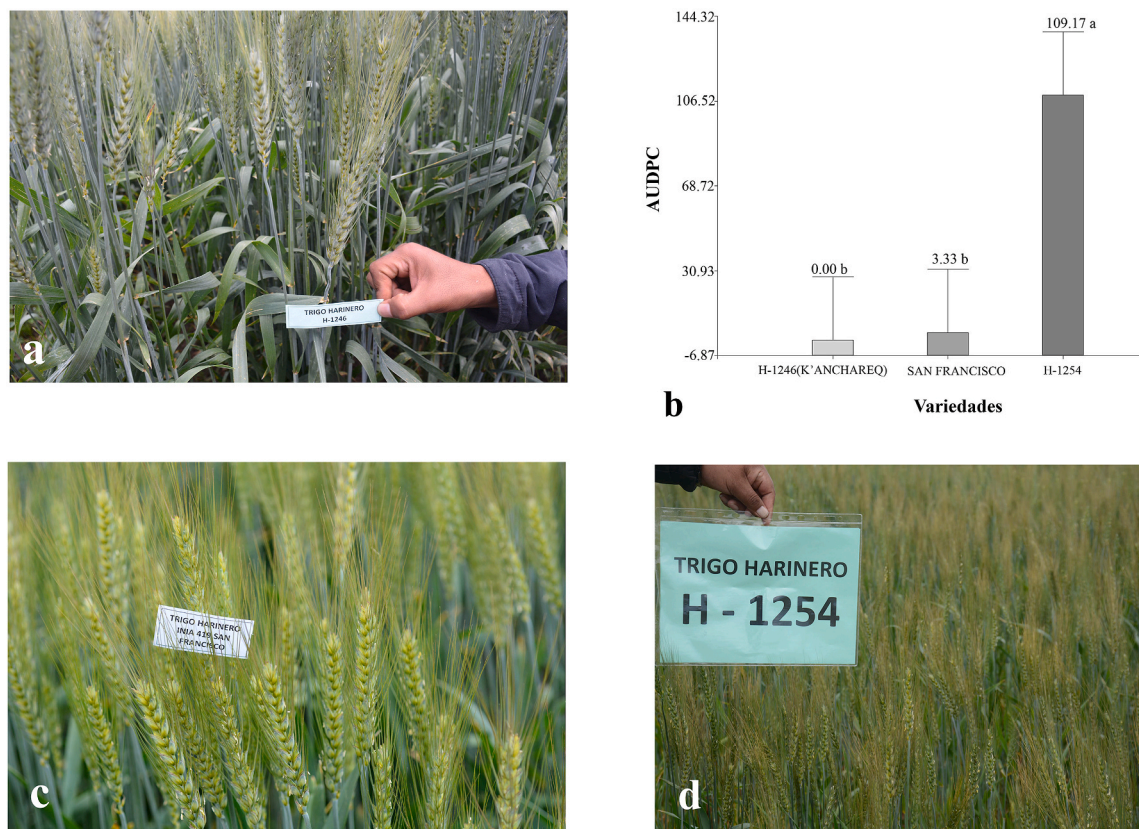 TRIGO HARINERO
H-1246
a
144.32
106.52
68.72
30.93
-6.87
AUDPC
0.00 b
3.33 b
109.17 a
H-1246(K'ANCHAREQ)
SAN FRANCISCO
H-1254
Variedades
b
TRIGO HARINERO
INIA 419 SAN
FRANCISCO
c
TRIGO HARINERO
H - 1254
d